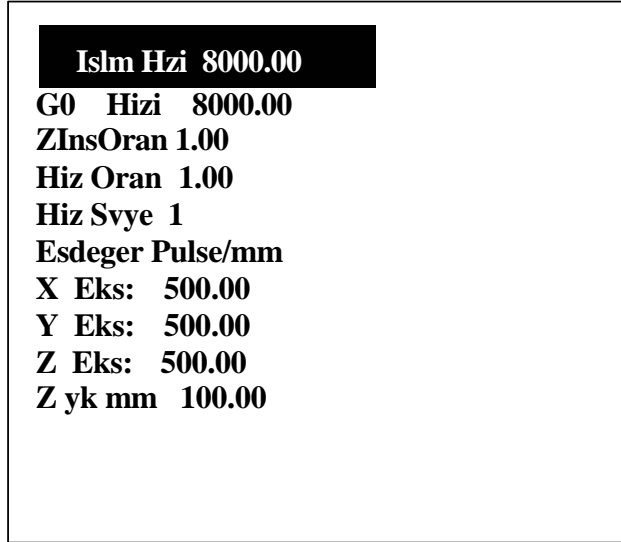 Islm Hzi 8000.00
G0 Hizi 8000.00
ZInsOran 1.00
Hiz Oran 1.00
Hiz Svye 1
Esdeger Pulse/mm
X Eks: 500.00
Y Eks: 500.00
Z Eks: 500.00
Z yk mm 100.00